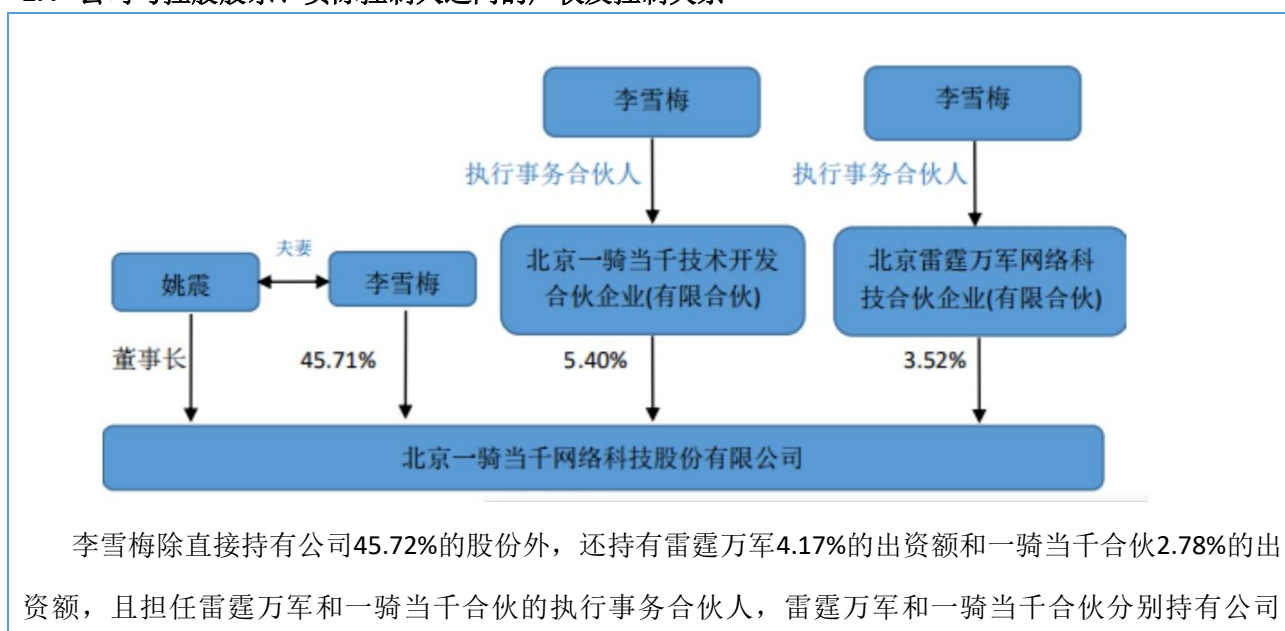 李雪梅
李雪梅
执行事务合伙人
执行事务合伙人
北京一骑当千技术开发
合伙企业(有限合伙)
北京雷霆万军网络科
技合伙企业(有限合伙)
夫妻
姚震
李雪梅
董事长
45.71%
5.40%
3.52%
北京一骑当千网络科技股份有限公司
李雪梅除直接持有公司45.72%的股份外，还持有雷霆万军4.17%的出资额和一骑当千合伙2.78%的出
资额，且担任雷霆万军和一骑当千合伙的执行事务合伙人，雷霆万军和一骑当千合伙分别持有公司